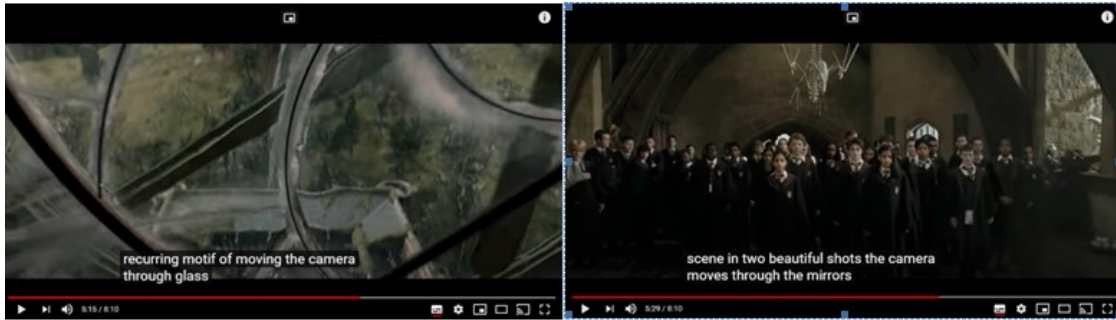 recurring motif of moving the camera
through glass
5:15 / 8:10
scene in two beautiful shots the camera
moves through the mirrors
5:29 / 8:10